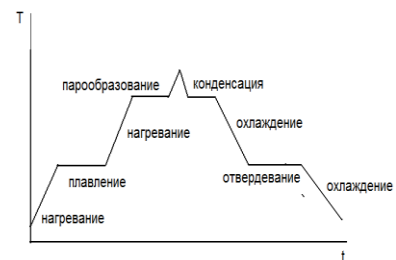 T
парообразование
конденсация
нагревание
охлаждение
плавление
отвердевание
охлаждение
нагревание
t